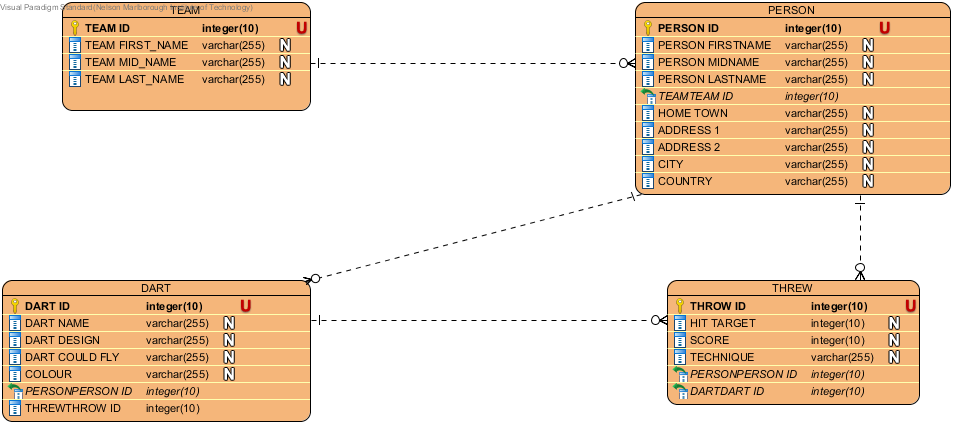 Visual Paradigm Standard(Nelson Marlborough Institute of Technology)
TEAM
TEAM ID integer(10) U
TEAM FIRST_NAME varchar(255) N
TEAM MID_NAME varchar(255) N
TEAM LAST_NAME varchar(255) N
PERSON
PERSON ID integer(10) U
PERSON FIRSTNAME varchar(255) N
PERSON MIDNAME varchar(255) N
PERSON LASTNAME varchar(255) N
TEAMTEAM ID integer(10)
HOME TOWN varchar(255) N
ADDRESS 1 varchar(255) N
ADDRESS 2 varchar(255) N
CITY varchar(255) N
COUNTRY varchar(255) N
DART
DART ID integer(10) U
DART NAME varchar(255) N
DART DESIGN varchar(255) N
DART COULD FLY varchar(255) N
COLOUR varchar(255) N
PERSONPERSON ID integer(10)
THREWTHROW ID integer(10)
THREW
THROW ID integer(10) U
HIT TARGET integer(10) N
SCORE integer(10) N
TECHNIQUE varchar(255) N
PERSONPERSON ID integer(10)
DARTDART ID integer(10)